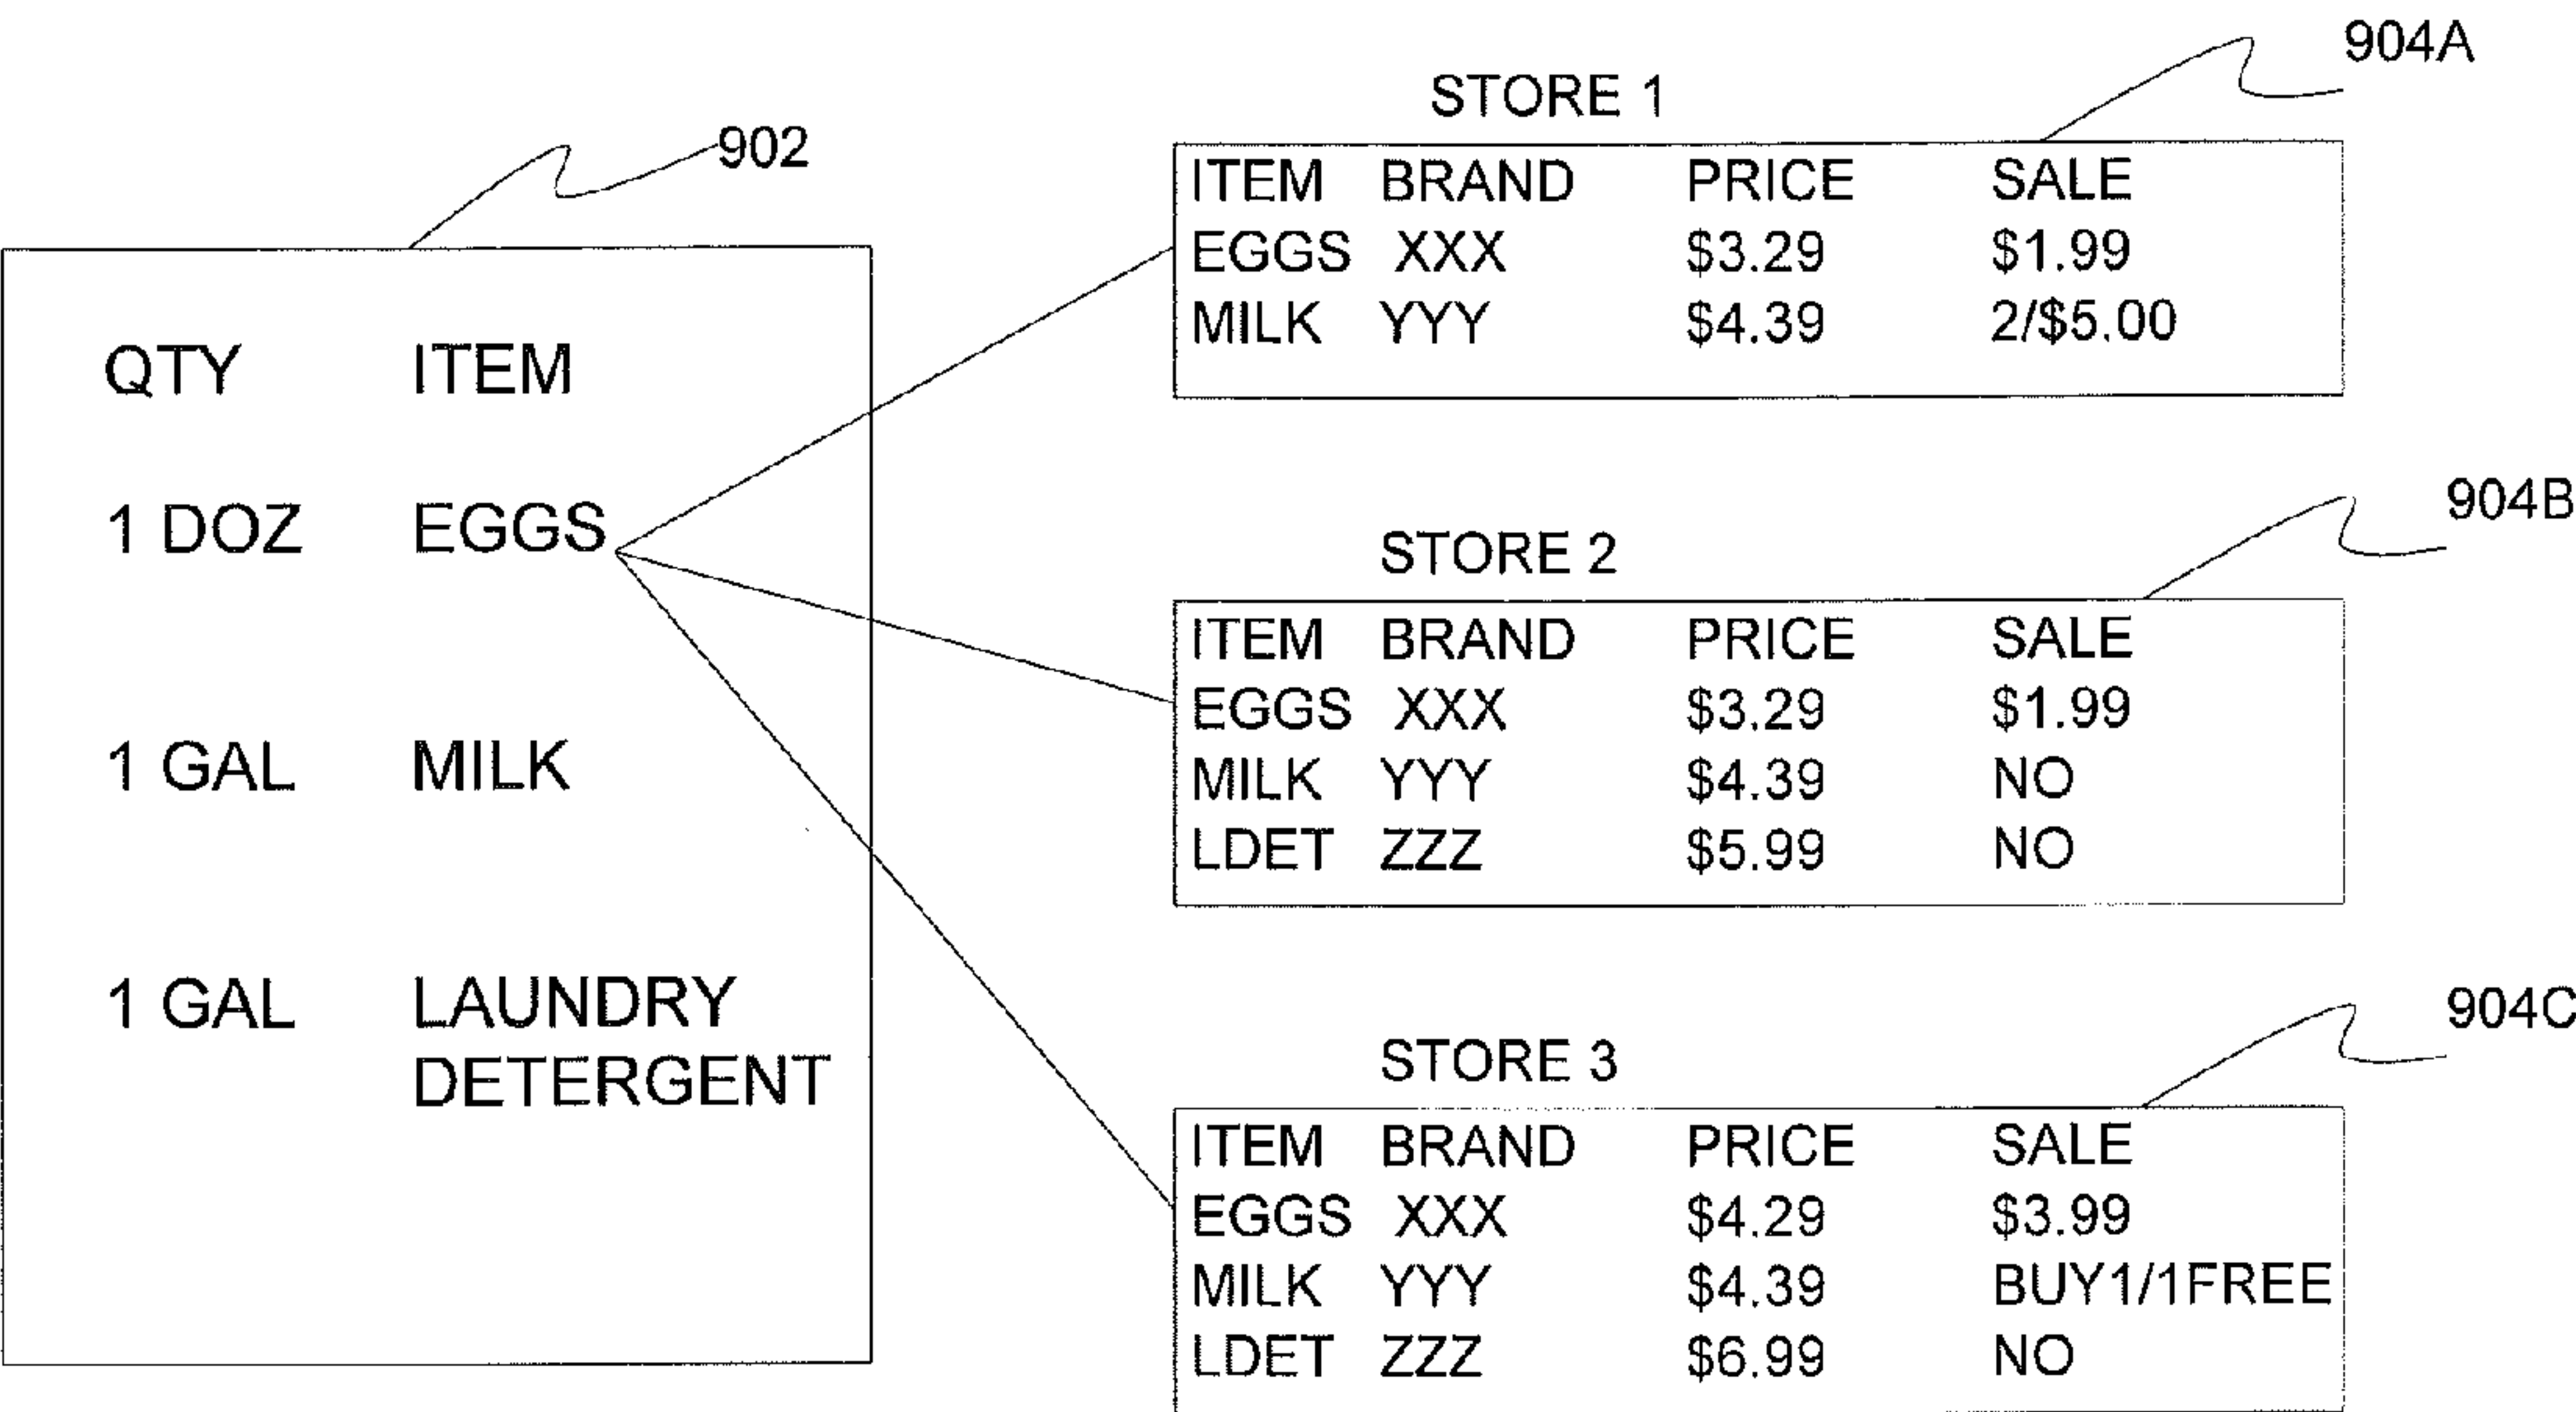 902
QTY ITEM
1 DOZ EGGS
1 GAL MILK
1 GAL LAUNDRY
DETERGENT
904A
STORE 1
ITEM BRAND PRICE SALE
EGGS XXX $3.29 $1.99
MILK YYY $4.39 2/$5.00
904B
STORE 2
ITEM BRAND PRICE SALE
EGGS XXX $3.29 $1.99
MILK YYY $4.39 NO
LDET ZZZ $5.99 NO
904C
STORE 3
ITEM BRAND PRICE SALE
EGGS XXX $4.29 $3.99
MILK YYY $4.39 BUY1/1FREE
LDET ZZZ $6.99 NO